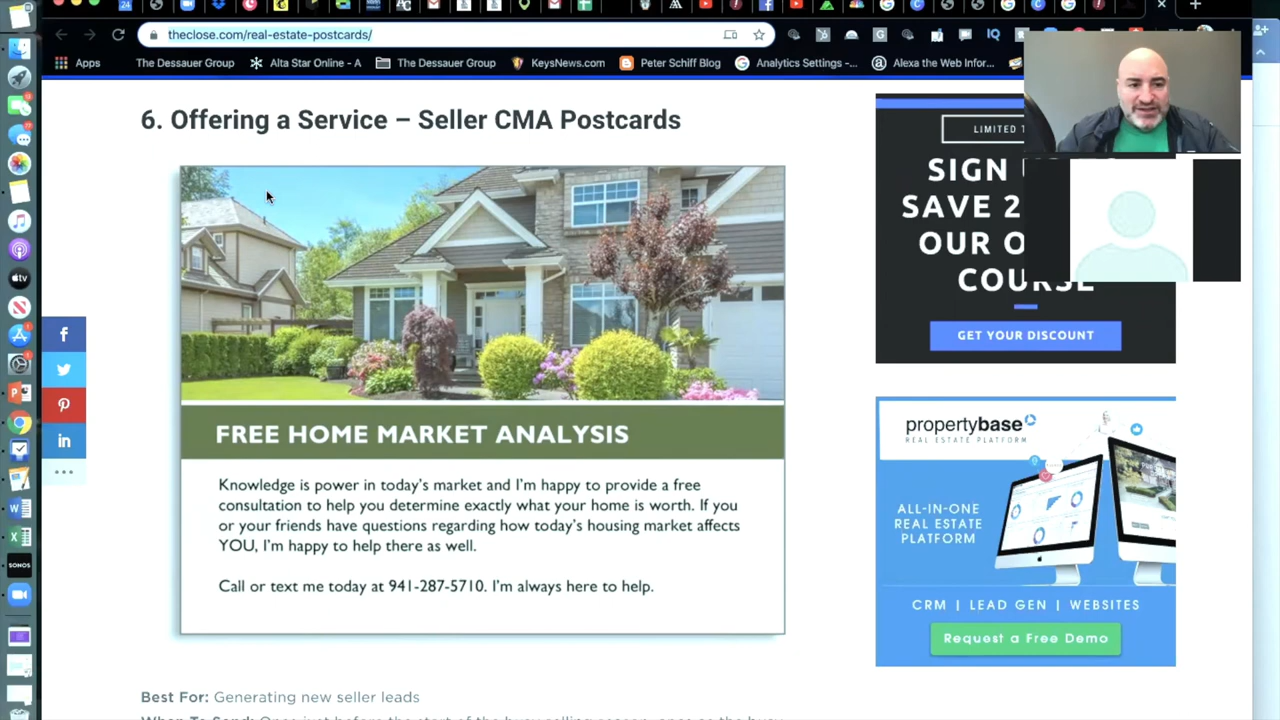 24
theclose.com/real-estate-postcards/
Apps
The Dessauer Group
Alta Star Online - A
The Dessauer Group
KeysNews.com
Peter Schiff Blog
Analytics Settings -...
Alexa the Web Infor...
6. Offering a Service – Seller CMA Postcards
FREE HOME MARKET ANALYSIS
Knowledge is power in today's market and I'm happy to provide a free
consultation to help you determine exactly what your home is worth. If you
or your friends have questions regarding how today's housing market affects
YOU, I'm happy to help there as well.
Call or text me today at 941-287-5710. I'm always here to help.
Best For: Generating new seller leads
LIMITED
SIGN
SAVE 2
OUR
COURSE
GET YOUR DISCOUNT
propertybase
REAL ESTATE PLATFORM
ALL-IN-ONE
REAL ESTATE
PLATFORM
CRM | LEAD GEN | WEBSITES
Request a Free Demo
tv
SONOS